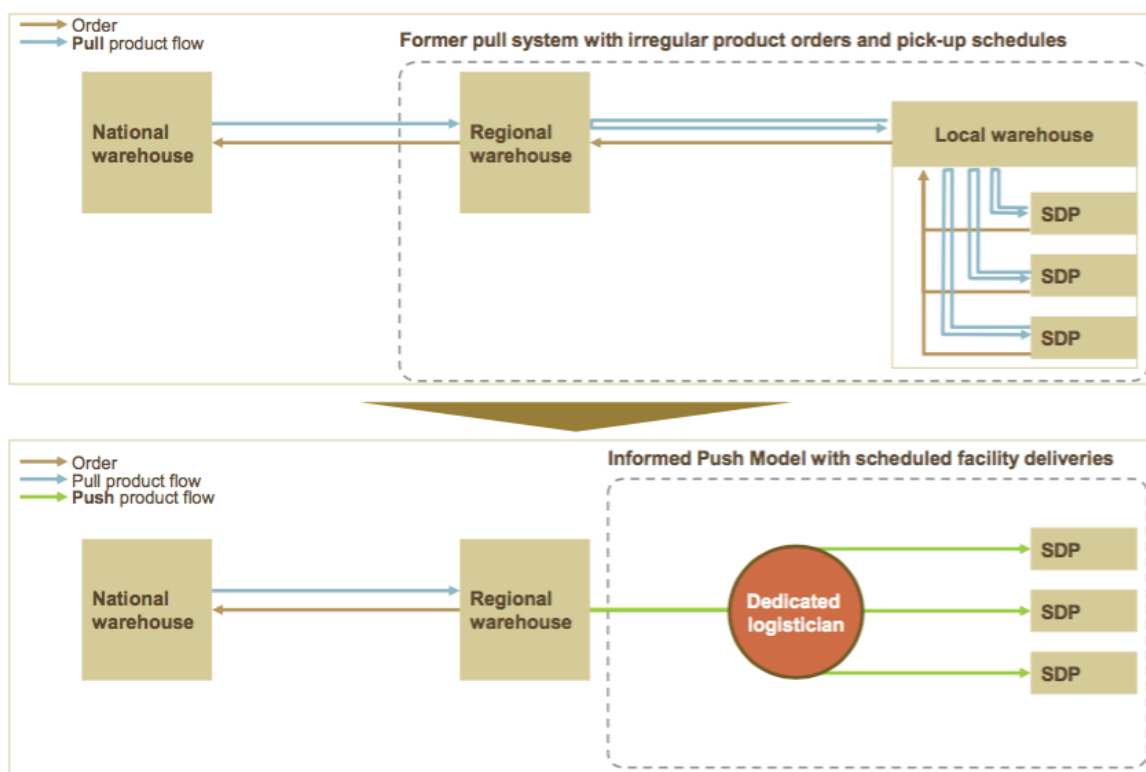 Order
Pull product flow
Former pull system with irregular product orders and pick-up schedules
National
warehouse
Regional
warehouse
Local warehouse
SDP
SDP
SDP
Order
Pull product flow
Push product flow
Informed Push Model with scheduled facility deliveries
National
warehouse
Regional
warehouse
Dedicated
logistician
SDP
SDP
SDP